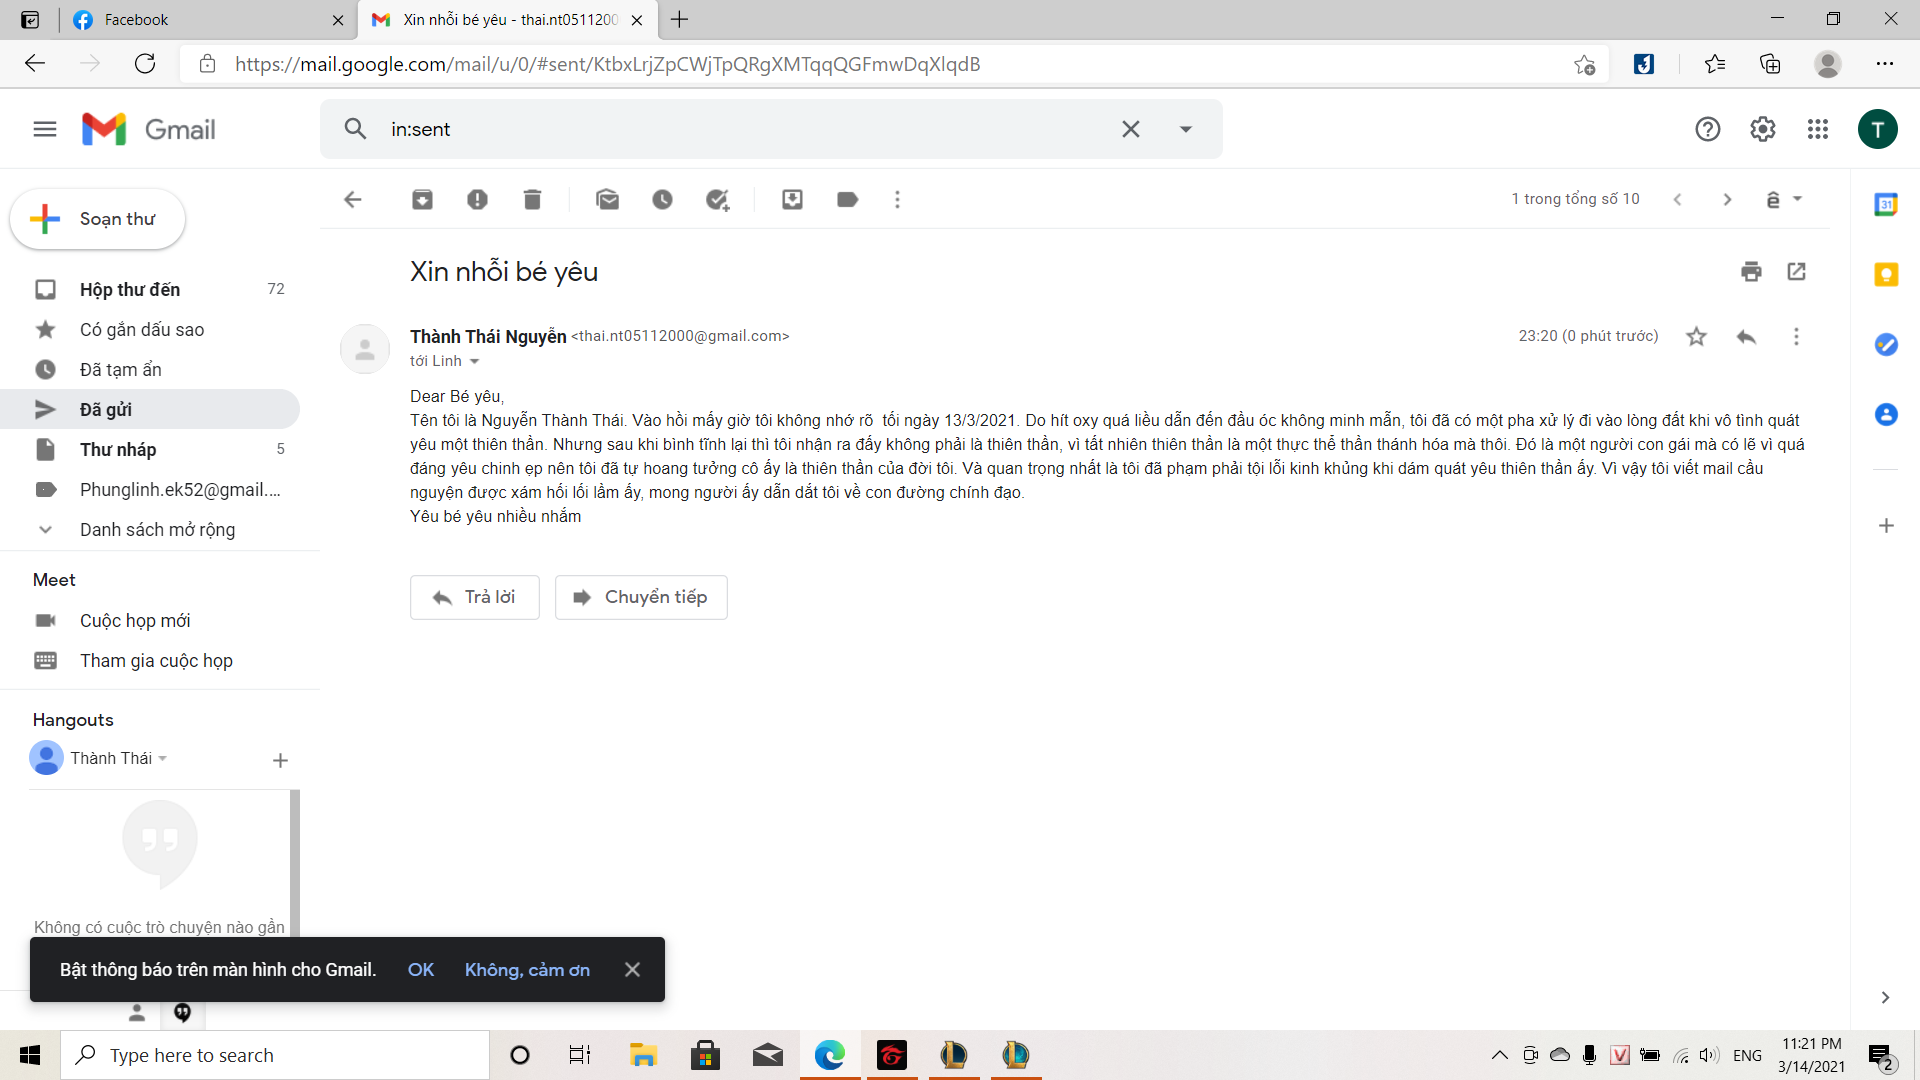 Facebook
Xin nhỗi bé yêu - thai.nt0511200
https://mail.google.com/mail/u/0/#sent/KtbxLrjZpCWjTpQRgXMTqqQGFmwDqXlqdB
Gmail
in:sent
T
Soạn thư
1 trong tổng số 10
Hộp thư đến 72
Có gắn dấu sao
Đã tạm ẩn
Đã gửi
Thư nháp 5
Phunglinh.ek52@gmail....
Danh sách mở rộng
Meet
Cuộc họp mới
Tham gia cuộc họp
Hangouts
Thành Thái
Không có cuộc trò chuyện nào gần
Xin nhỗi bé yêu
Thành Thái Nguyễn <thai.nt05112000@gmail.com>
23:20 (0 phút trước)
tới Linh
Dear Bé yêu,
Tên tôi là Nguyễn Thành Thái. Vào hồi mấy giờ tôi không nhớ rõ  tối ngày 13/3/2021. Do hít oxy quá liều dẫn đến đầu óc không minh mẫn, tôi đã có một pha xử lý đi vào lòng đất khi vô tình quát
yêu một thiên thần. Nhưng sau khi bình tĩnh lại thì tôi nhận ra đấy không phải là thiên thần, vì tất nhiên thiên thần là một thực thể thần thánh hóa mà thôi. Đó là một người con gái mà có lẽ vì quá
đáng yêu chinh ẹp nên tôi đã tự hoang tưởng cô ấy là thiên thần của đời tôi. Và quan trọng nhất là tôi đã phạm phải tội lỗi kinh khủng khi dám quát yêu thiên thần ấy. Vì vậy tôi viết mail cầu
nguyện được xám hối lối lầm ấy, mong người ấy dẫn dắt tôi về con đường chính đạo.
Yêu bé yêu nhiều nhắm
Trả lời
Chuyển tiếp
Bật thông báo trên màn hình cho Gmail. OK Không, cảm ơn
Type here to search
ENG
11:21 PM
3/14/2021
2